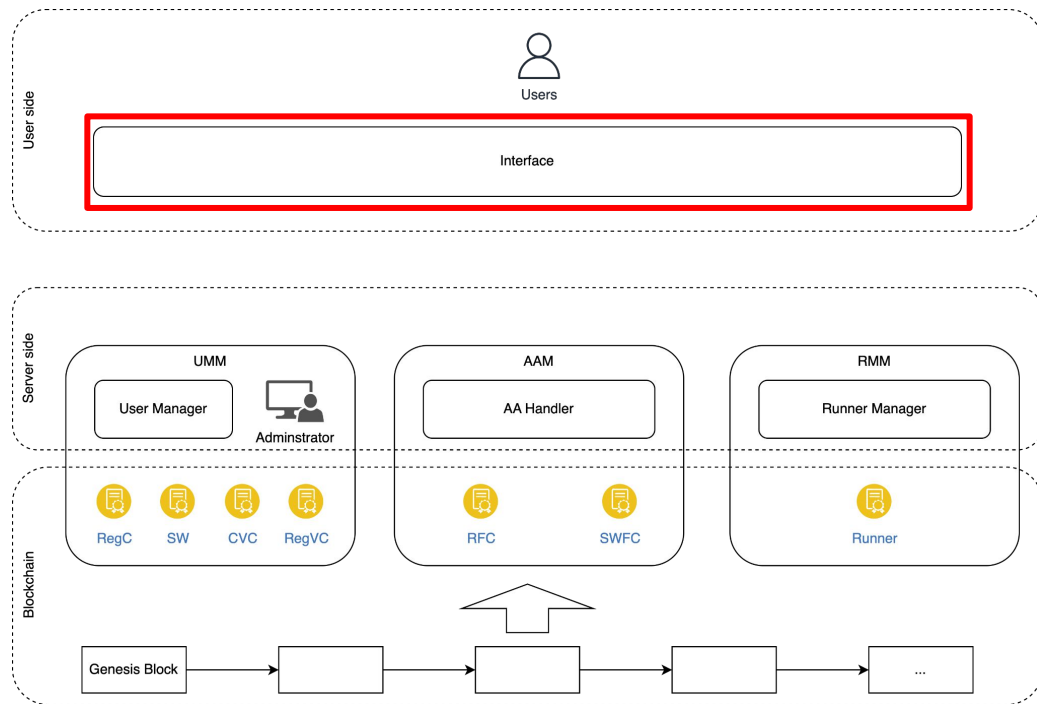 Users
User side
Interface
Server side
UMM
AAM
RMM
User Manager
Adminstrator
AA Handler
Runner Manager
Blockchain
RegC
SW
CVC
RegVC
RFC
SWFC
Runner
Genesis Block
...